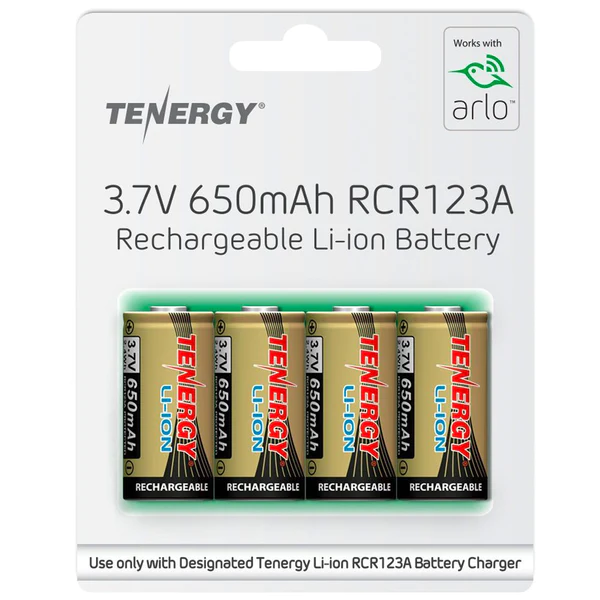 Works with
arlo™
TENERGY®
3.7V 650mAh RCR123A
Rechargeable Li-ion Battery
3.7V 650mAh
TENERGY
LI-ION
RECHARGEABLE
3.7V 650mAh
TENERGY
LI-ION
RECHARGEABLE
3.7V 650mAh
TENERGY
LI-ION
RECHARGEABLE
3.7V 650mAh
TENERGY
LI-ION
RECHARGEABLE
Use only with Designated Tenergy Li-ion RCR123A Battery Charger